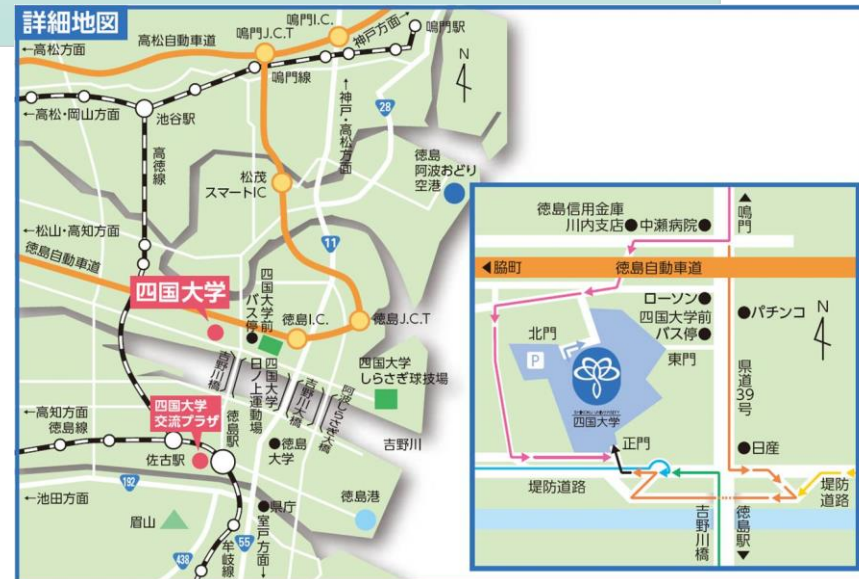 詳細地図
鳴門I.C.
鳴門J.C.T
高松自動車道
←高松方面
神戸方面→
鳴門駅
鳴門線
N
←高松・岡山方面
池谷駅
高徳線
↑神戸・高松方面
28
徳島
阿波おどり
空港
松茂
スマートIC
←松山・高知方面
徳島自動車道
11
四国大学
四国大学前
バス停
徳島I.C.
徳島J.C.T
吉野川橋
四国大学
日ノ上運動場
吉野川大橋
阿波しらさぎ大橋
四国大学
しらさぎ球技場
吉野川
←高知方面
徳島線
四国大学
交流プラザ
佐古駅
徳島駅
徳島
大学
192
←池田方面
県庁
徳島港
眉山
室戸方面→
55
438
牟岐線
徳島信用金庫
川内支店
中瀬病院
▲鳴門
◀脇町
徳島自動車道
ローソン
四国大学前
バス停
パチンコ
N
北門
P
東門
県道39号
四国大学
正門
日産
堤防道路
堤防
道路
吉野川橋
徳島駅▼